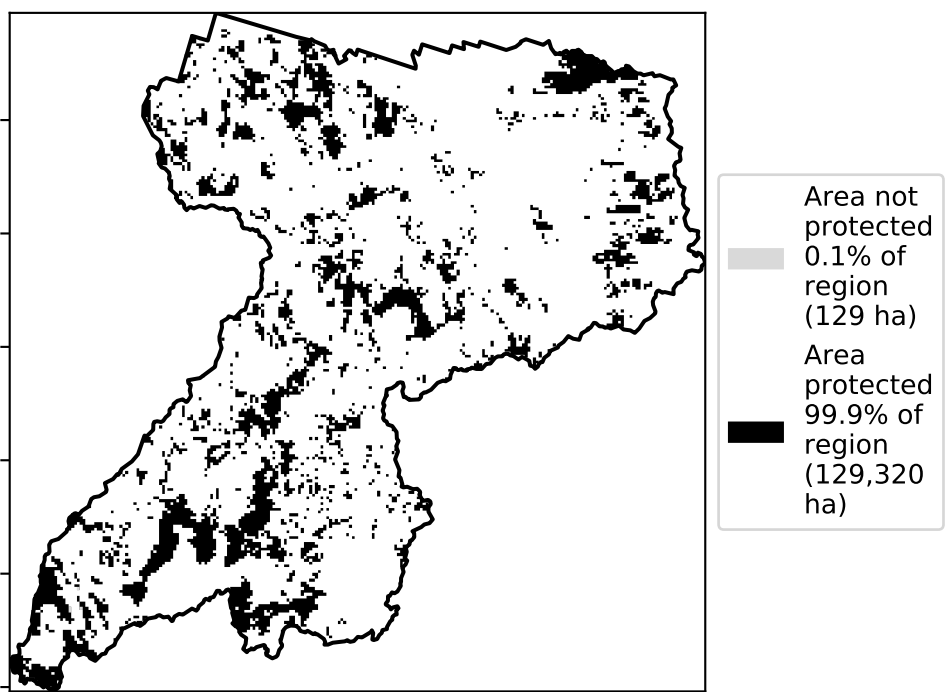 Area not
protected
0.1% of
region
(129 ha)
Area
protected
99.9% of
region
(129,320
ha)